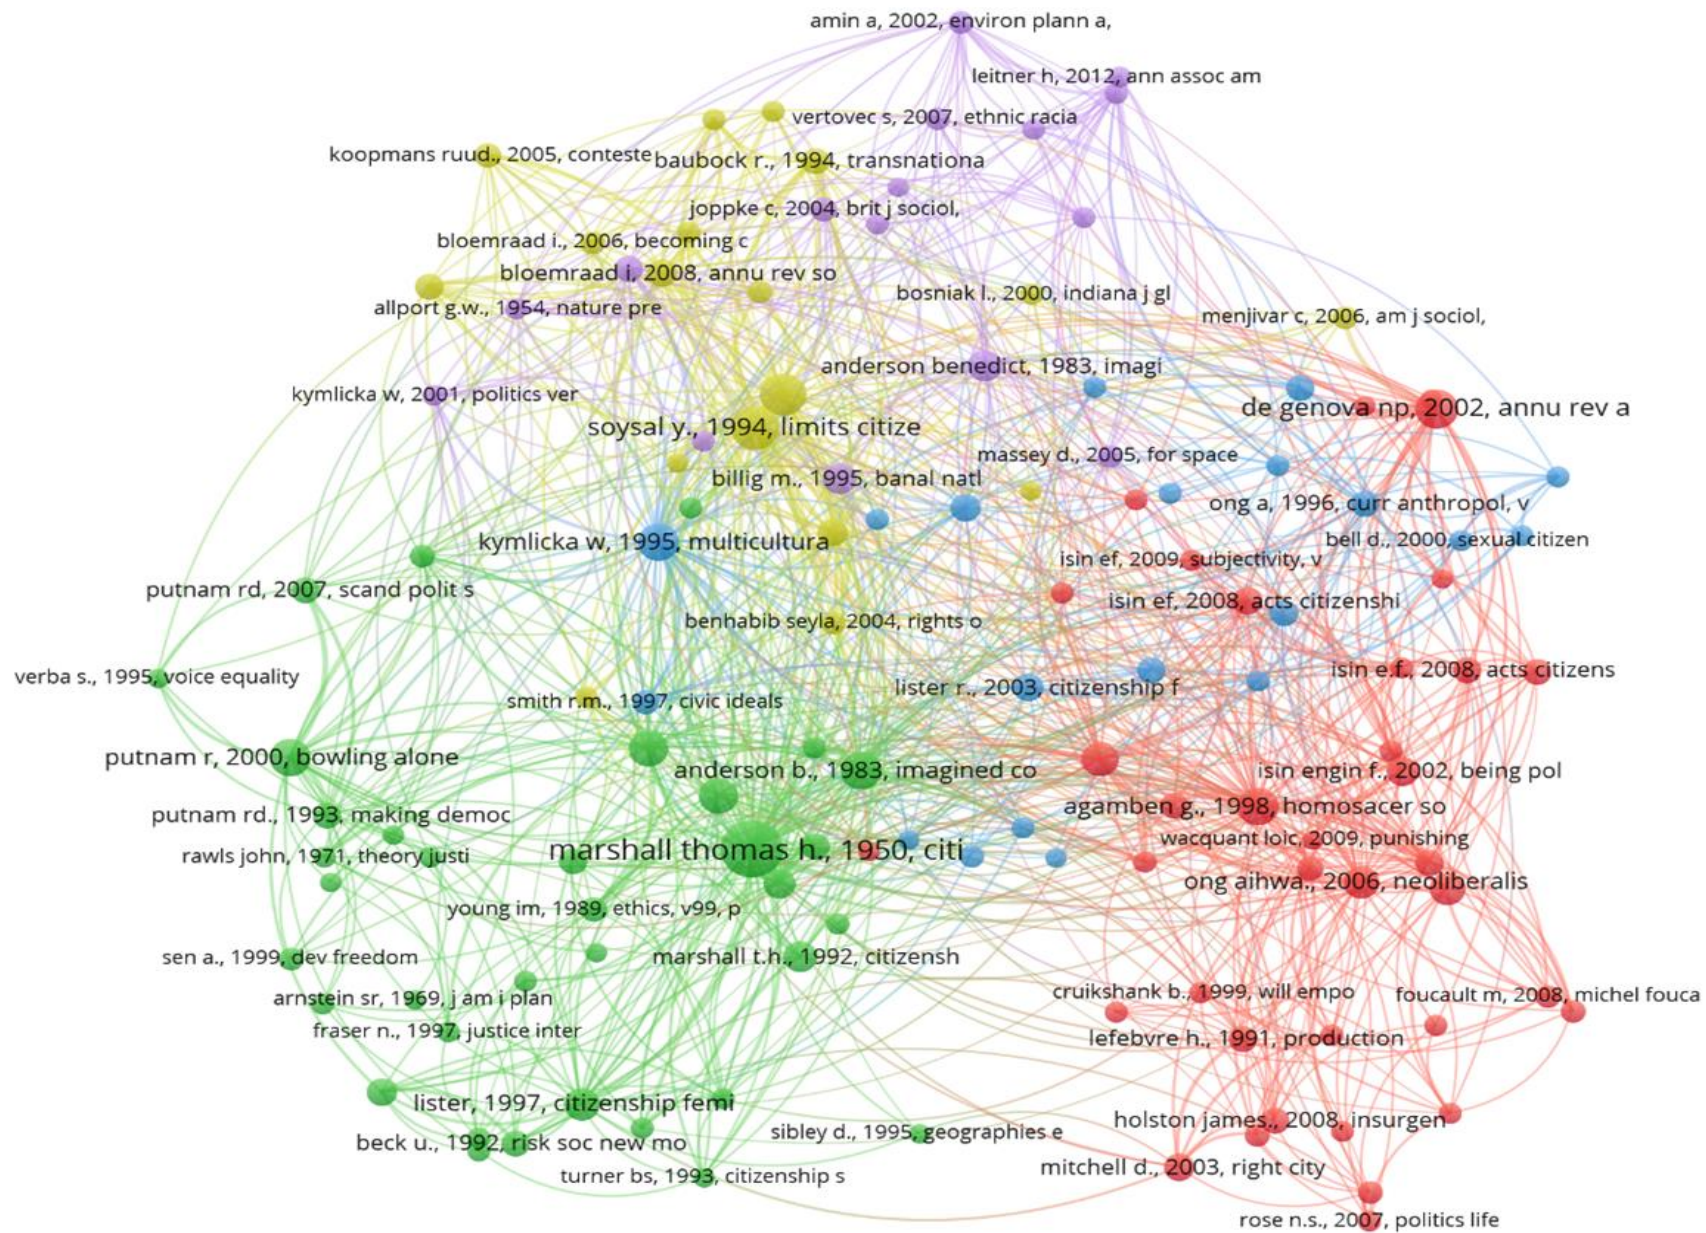 amin a, 2002, environ plann a,
leitner h, 2012, ann assoc am
vertovec s, 2007, ethnic racia
koopmans ruud., 2005, conteste
baubock r., 1994, transnationa
joppke c, 2004, brit j sociol,
bloemraad i., 2006, becoming c
bloemraad i, 2008, annu rev so
bosniak l., 2000, indiana j gl
allport g.w., 1954, nature pre
menjivar c, 2006, am j sociol,
anderson benedict, 1983, imagi
kymlicka w, 2001, politics ver
de genova np, 2002, annu rev a
soysal y., 1994, limits citize
massey d., 2005, for space
billig m., 1995, banal natl
ong a, 1996, curr anthropol, v
kymlicka w, 1995, multicultura
bell d., 2000, sexual citizen
isin ef, 2009, subjectivity, v
putnam rd, 2007, scand polit s
isin ef, 2008, acts citizenshi
benhabib seyla, 2004, rights o
verba s., 1995, voice equality
isin e.f., 2008, acts citizens
lister r., 2003, citizenship f
smith r.m., 1997, civic ideals
putnam r, 2000, bowling alone
anderson b., 1983, imagined co
isin engin f., 2002, being pol
agamben g., 1998, homosacer so
putnam rd., 1993, making democ
wacquant loic, 2009, punishing
marshall thomas h., 1950, citi
rawls john, 1971, theory justi
ong aihwa., 2006, neoliberalis
young im, 1989, ethics, v99, p
marshall t.h., 1992, citizensh
sen a., 1999, dev freedom
cruikshank b., 1999, will empo
foucault m, 2008, michel fouca
arnstein sr, 1969, j am i plan
fraser n., 1997, justice inter
lefebvre h., 1991, production
lister, 1997, citizenship femi
holston james., 2008, insurgen
sibley d., 1995, geographies e
beck u., 1992, risk soc new mo
mitchell d., 2003, right city
turner bs, 1993, citizenship s
rose n.s., 2007, politics life